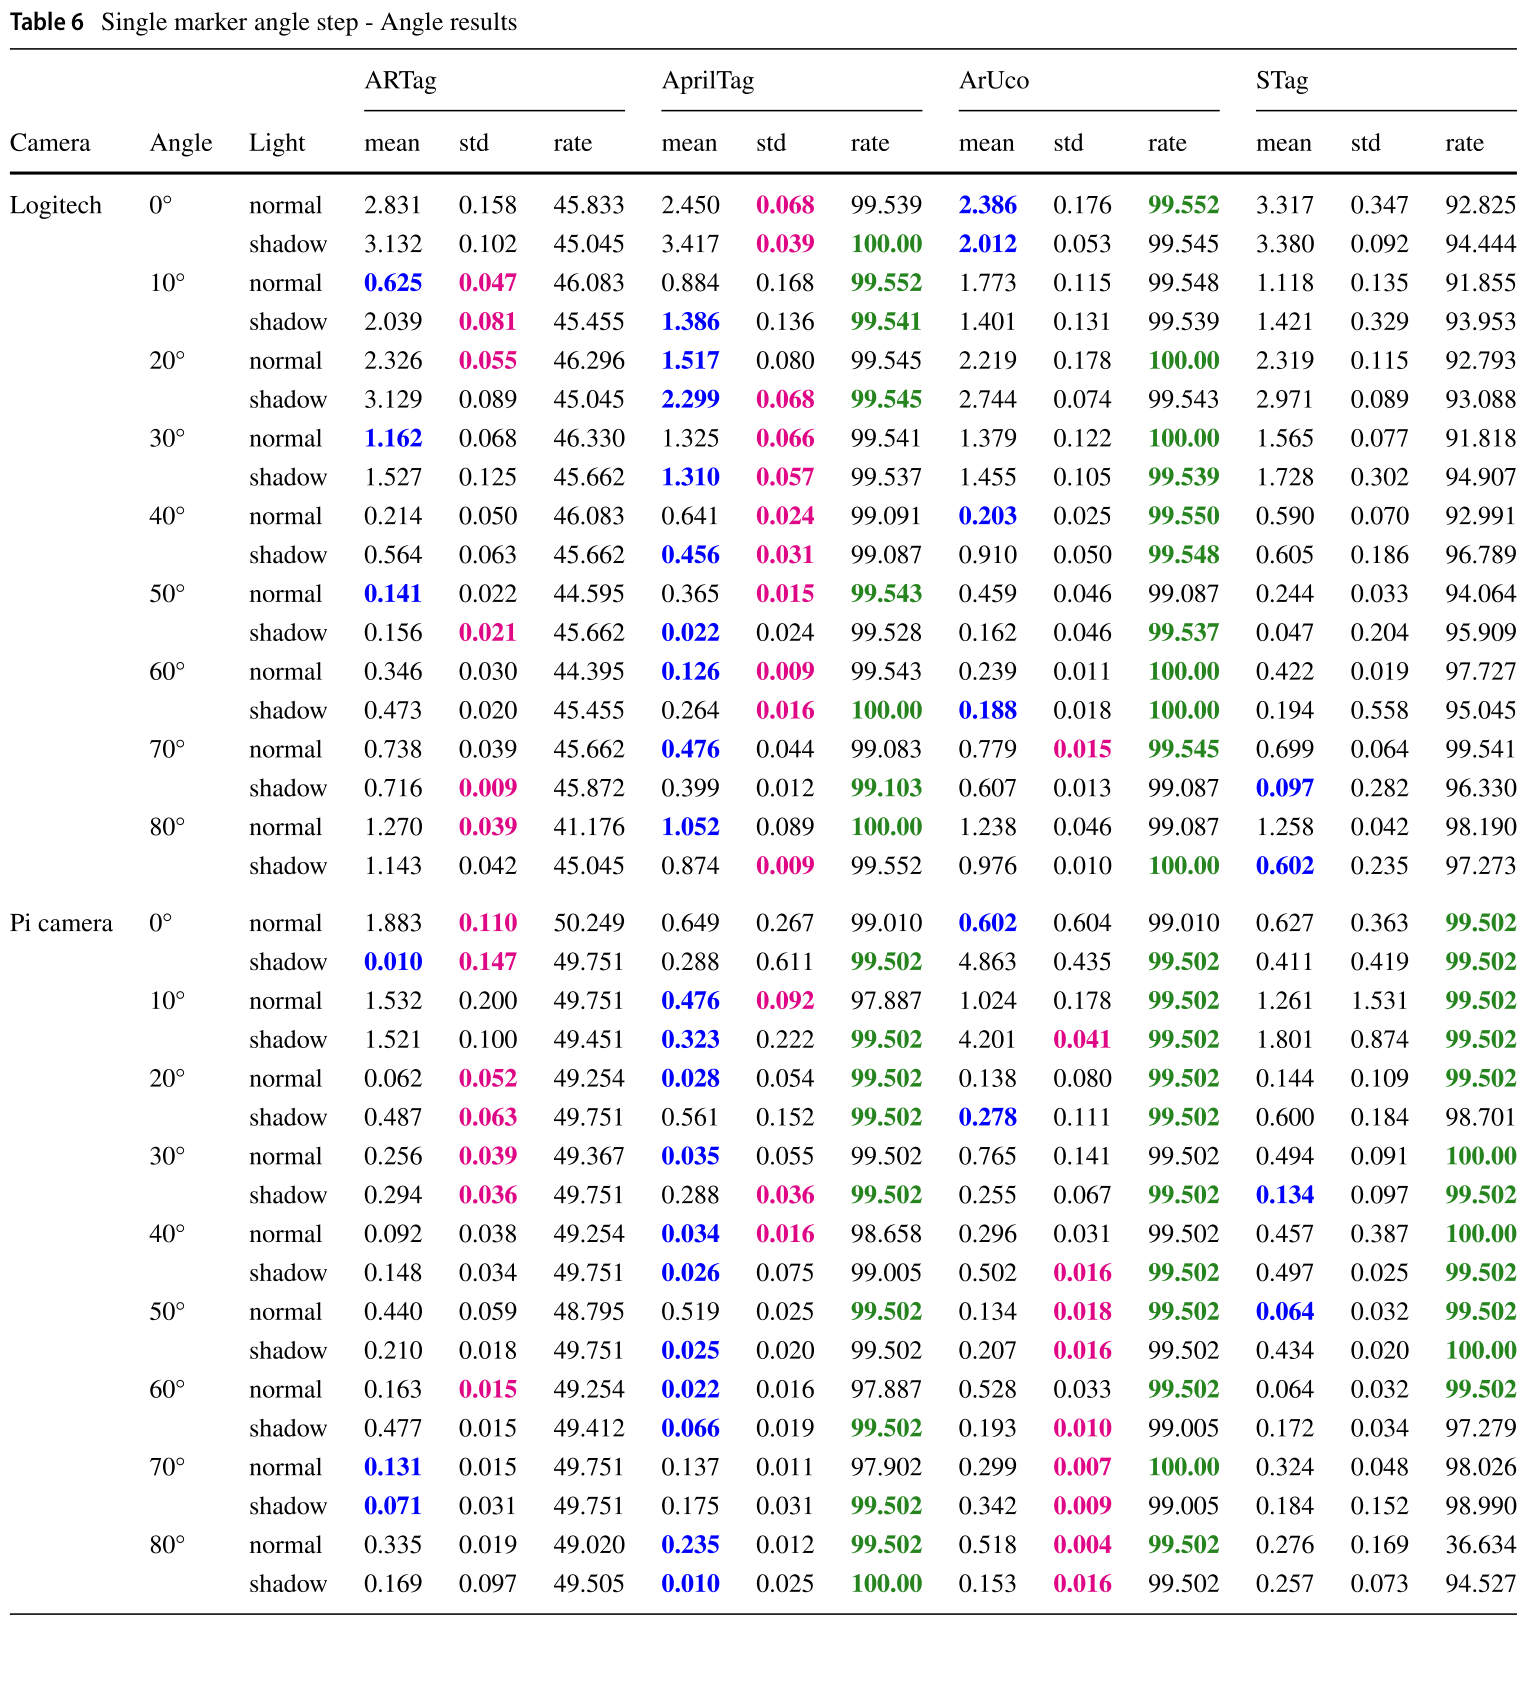 Table 6 Single marker angle step - Angle results
ARTag AprilTag ArUco STag
Camera Angle Light mean std rate mean std rate mean std rate mean std rate
Logitech 0° normal 2.831 0.158 45.833 2.450 0.068 99.539 2.386 0.176 99.552 3.317 0.347 92.825
shadow 3.132 0.102 45.045 3.417 0.039 100.00 2.012 0.053 99.545 3.380 0.092 94.444
10° normal 0.625 0.047 46.083 0.884 0.168 99.552 1.773 0.115 99.548 1.118 0.135 91.855
shadow 2.039 0.081 45.455 1.386 0.136 99.541 1.401 0.131 99.539 1.421 0.329 93.953
20° normal 2.326 0.055 46.296 1.517 0.080 99.545 2.219 0.178 100.00 2.319 0.115 92.793
shadow 3.129 0.089 45.045 2.299 0.068 99.545 2.744 0.074 99.543 2.971 0.089 93.088
30° normal 1.162 0.068 46.330 1.325 0.066 99.541 1.379 0.122 100.00 1.565 0.077 91.818
shadow 1.527 0.125 45.662 1.310 0.057 99.537 1.455 0.105 99.539 1.728 0.302 94.907
40° normal 0.214 0.050 46.083 0.641 0.024 99.091 0.203 0.025 99.550 0.590 0.070 92.991
shadow 0.564 0.063 45.662 0.456 0.031 99.087 0.910 0.050 99.548 0.605 0.186 96.789
50° normal 0.141 0.022 44.595 0.365 0.015 99.543 0.459 0.046 99.087 0.244 0.033 94.064
shadow 0.156 0.021 45.662 0.022 0.024 99.528 0.162 0.046 99.537 0.047 0.204 95.909
60° normal 0.346 0.030 44.395 0.126 0.009 99.543 0.239 0.011 100.00 0.422 0.019 97.727
shadow 0.473 0.020 45.455 0.264 0.016 100.00 0.188 0.018 100.00 0.194 0.558 95.045
70° normal 0.738 0.039 45.662 0.476 0.044 99.083 0.779 0.015 99.545 0.699 0.064 99.541
shadow 0.716 0.009 45.872 0.399 0.012 99.103 0.607 0.013 99.087 0.097 0.282 96.330
80° normal 1.270 0.039 41.176 1.052 0.089 100.00 1.238 0.046 99.087 1.258 0.042 98.190
shadow 1.143 0.042 45.045 0.874 0.009 99.552 0.976 0.010 100.00 0.602 0.235 97.273
Pi camera 0° normal 1.883 0.110 50.249 0.649 0.267 99.010 0.602 0.604 99.010 0.627 0.363 99.502
shadow 0.010 0.147 49.751 0.288 0.611 99.502 4.863 0.435 99.502 0.411 0.419 99.502
10° normal 1.532 0.200 49.751 0.476 0.092 97.887 1.024 0.178 99.502 1.261 1.531 99.502
shadow 1.521 0.100 49.451 0.323 0.222 99.502 4.201 0.041 99.502 1.801 0.874 99.502
20° normal 0.062 0.052 49.254 0.028 0.054 99.502 0.138 0.080 99.502 0.144 0.109 99.502
shadow 0.487 0.063 49.751 0.561 0.152 99.502 0.278 0.111 99.502 0.600 0.184 98.701
30° normal 0.256 0.039 49.367 0.035 0.055 99.502 0.765 0.141 99.502 0.494 0.091 100.00
shadow 0.294 0.036 49.751 0.288 0.036 99.502 0.255 0.067 99.502 0.134 0.097 99.502
40° normal 0.092 0.038 49.254 0.034 0.016 98.658 0.296 0.031 99.502 0.457 0.387 100.00
shadow 0.148 0.034 49.751 0.026 0.075 99.005 0.502 0.016 99.502 0.497 0.025 99.502
50° normal 0.440 0.059 48.795 0.519 0.025 99.502 0.134 0.018 99.502 0.064 0.032 99.502
shadow 0.210 0.018 49.751 0.025 0.020 99.502 0.207 0.016 99.502 0.434 0.020 100.00
60° normal 0.163 0.015 49.254 0.022 0.016 97.887 0.528 0.033 99.502 0.064 0.032 99.502
shadow 0.477 0.015 49.412 0.066 0.019 99.502 0.193 0.010 99.005 0.172 0.034 97.279
70° normal 0.131 0.015 49.751 0.137 0.011 97.902 0.299 0.007 100.00 0.324 0.048 98.026
shadow 0.071 0.031 49.751 0.175 0.031 99.502 0.342 0.009 99.005 0.184 0.152 98.990
80° normal 0.335 0.019 49.020 0.235 0.012 99.502 0.518 0.004 99.502 0.276 0.169 36.634
shadow 0.169 0.097 49.505 0.010 0.025 100.00 0.153 0.016 99.502 0.257 0.073 94.527